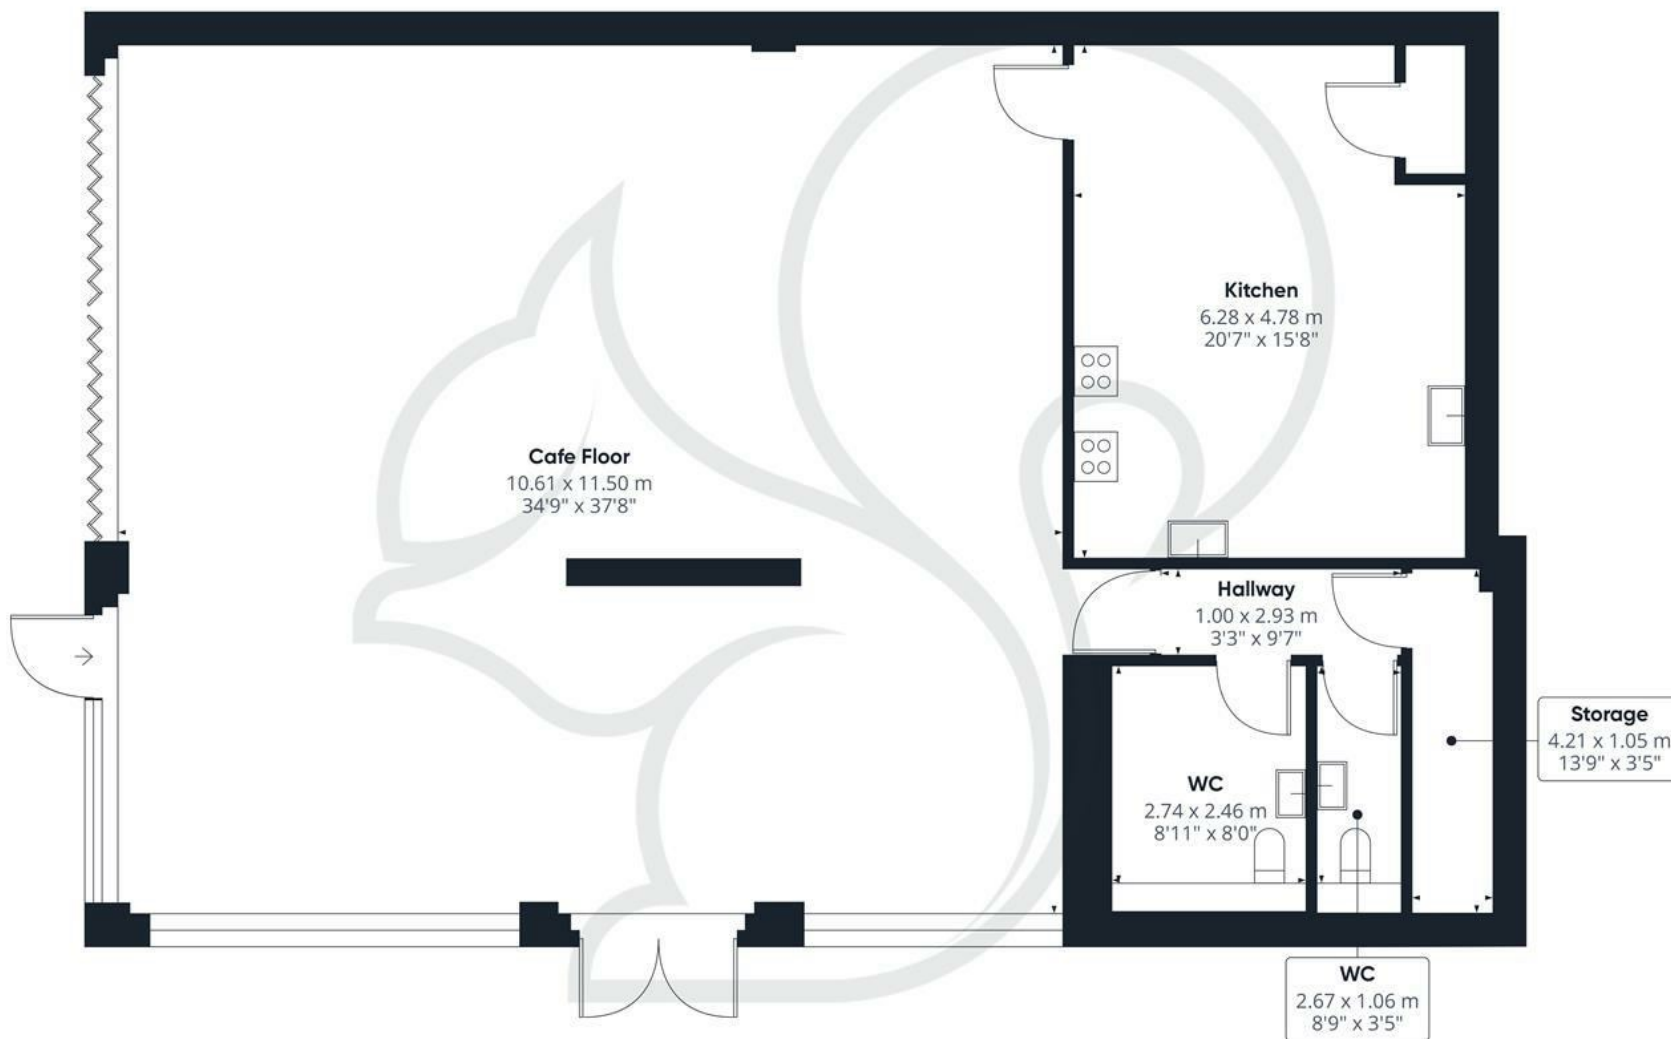 Kitchen
6.28 x 4.78 m
20'7" x 15'8"
Cafe Floor
10.61 x 11.50 m
34'9" x 37'8"
Hallway
1.00 x 2.93 m
3'3" x 9'7"
Storage
4.21 x 1.05 m
13'9" x 3'5"
WC
2.74 x 2.46 m
8'11" x 8'0"
WC
2.67 x 1.06 m
8'9" x 3'5"